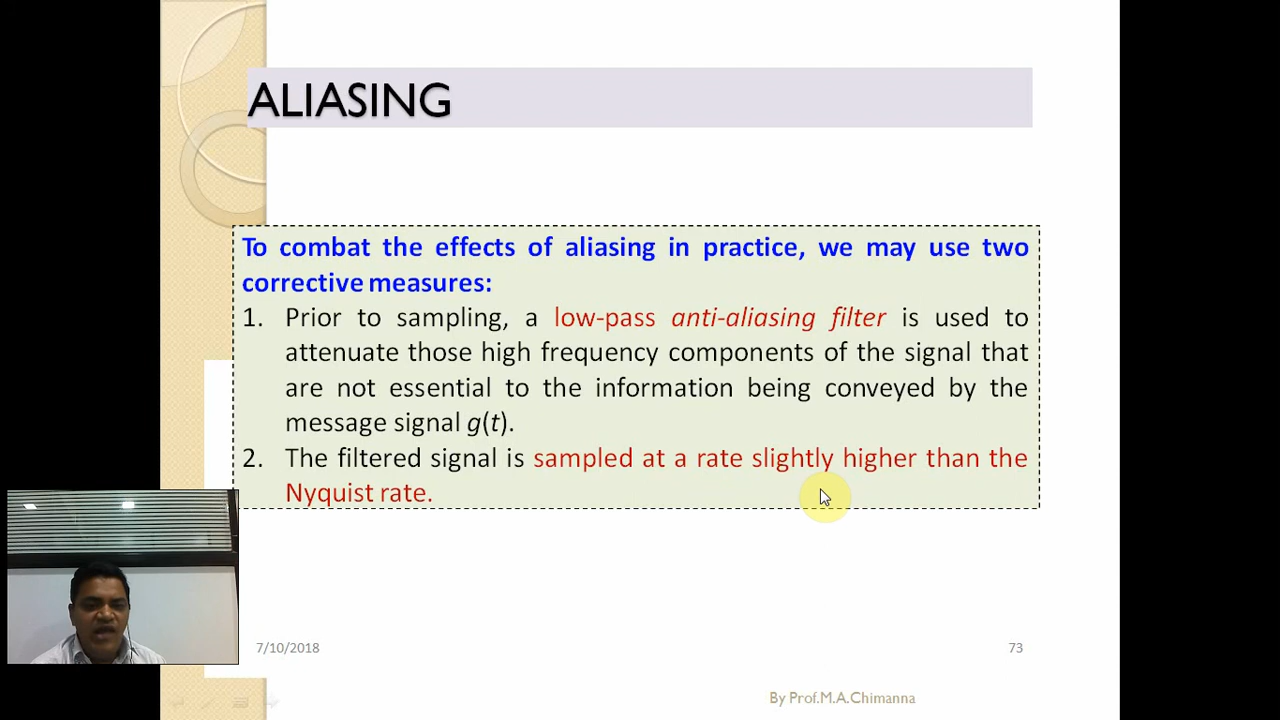 ALIASING
To combat the effects of aliasing in practice, we may use two
corrective measures:
1. Prior to sampling, a low-pass anti-aliasing filter is used to
attenuate those high frequency components of the signal that
are not essential to the information being conveyed by the
message signal g(t).
2. The filtered signal is sampled at a rate slightly higher than the
Nyquist rate.
7/10/2018
73
By Prof.M.A.Chimanna